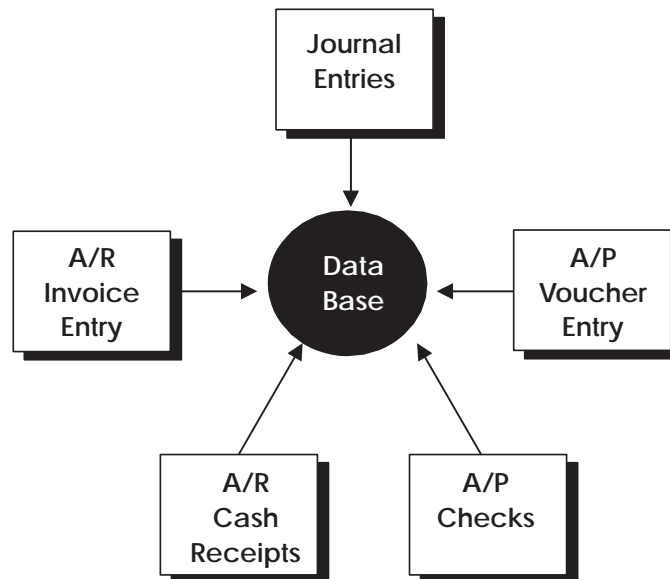 Journal
Entries
A/R
Invoice
Entry
Data
Base
A/P
Voucher
Entry
A/R
Cash
Receipts
A/P
Checks